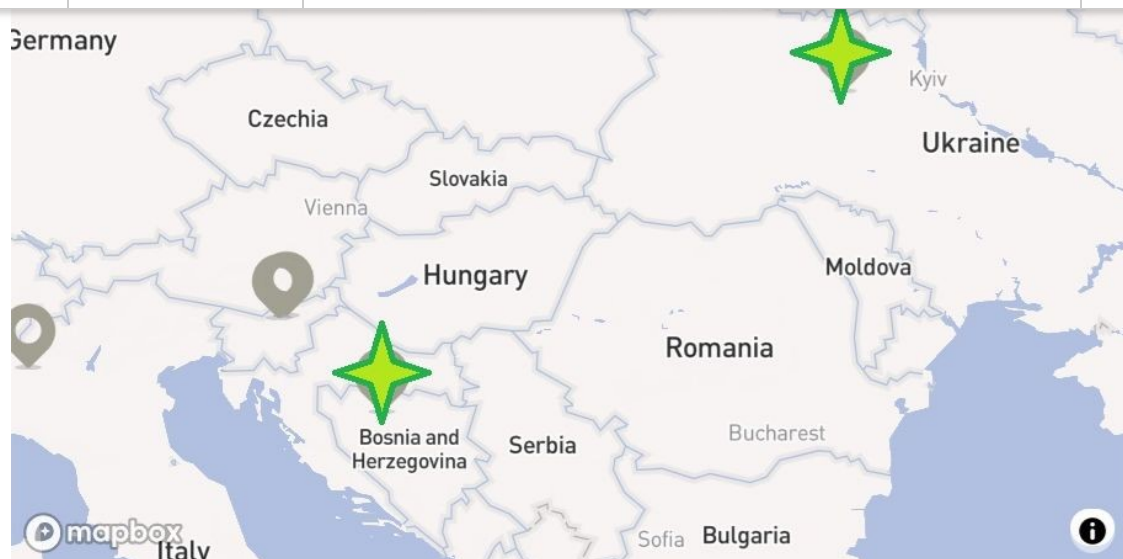 Germany
Kyiv
Czechia
Ukraine
Slovakia
Vienna
Moldova
Hungary
Romania
Bucharest
Bosnia and
Herzegovina
Serbia
mapbox
Italy
Sofia
Bulgaria
i